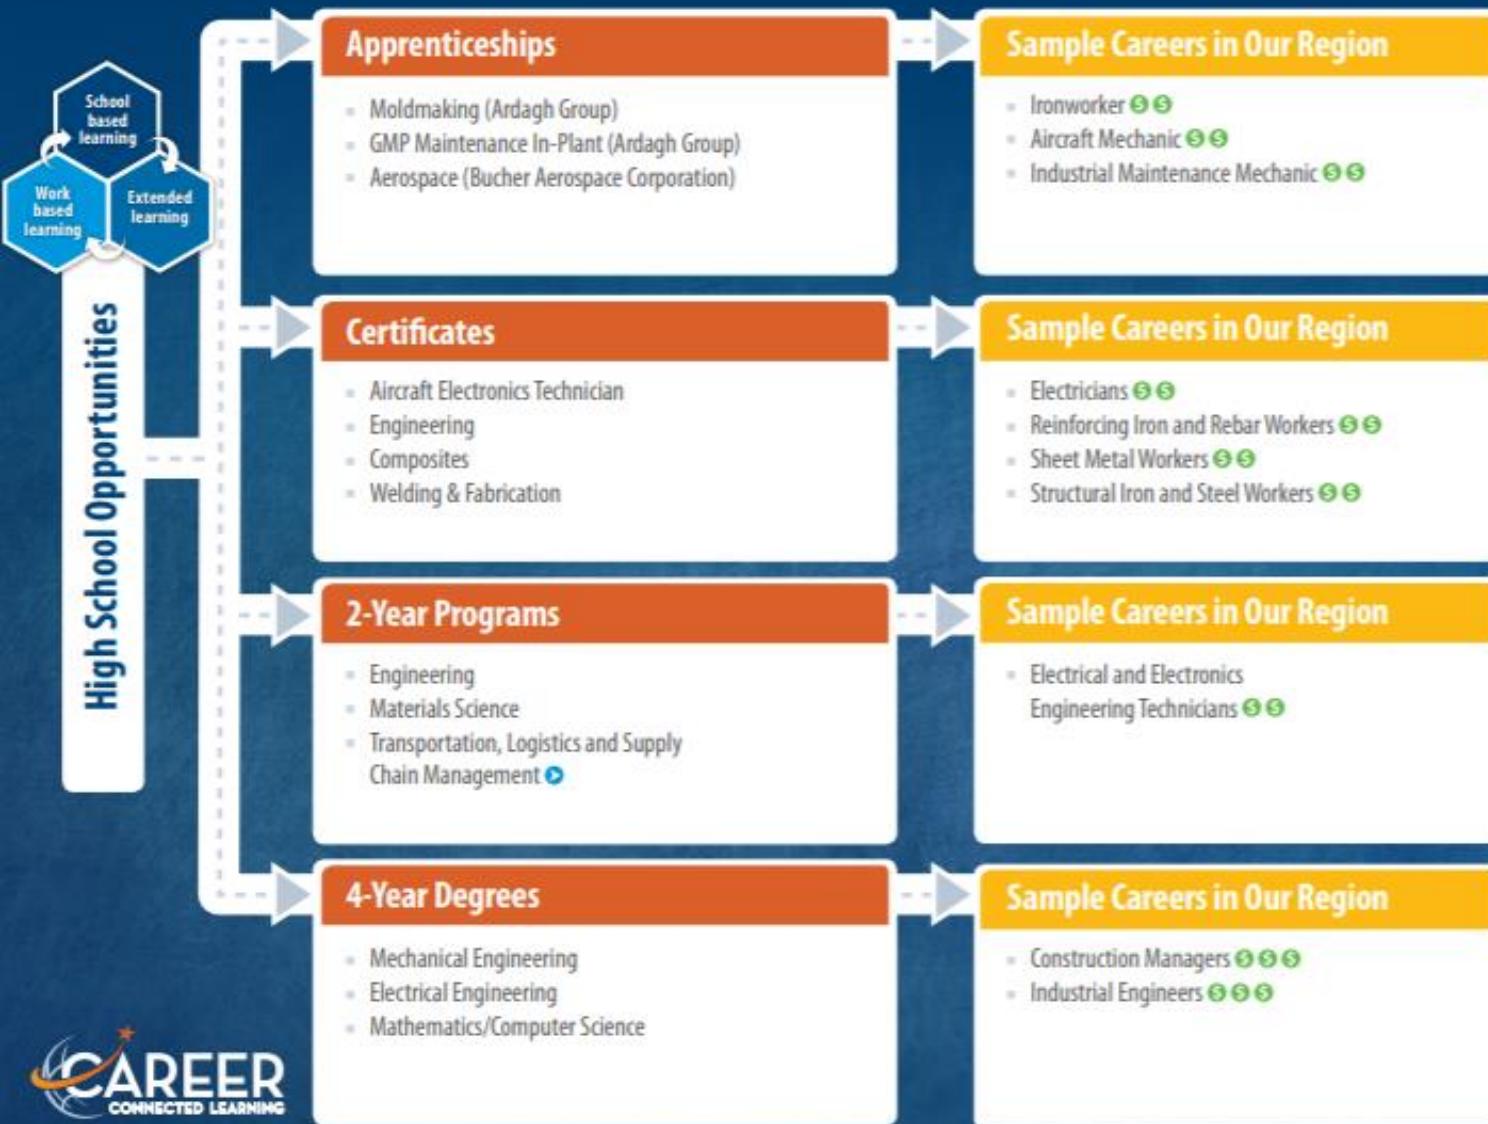 School
based
learning
Work
based
learning
Extended
learning
High School Opportunities
Apprenticeships
Moldmaking (Ardagh Group)
GMP Maintenance In-Plant (Ardagh Group)
Aerospace (Bucher Aerospace Corporation)
Sample Careers in Our Region
Ironworker
Aircraft Mechanic
Industrial Maintenance Mechanic
Certificates
Aircraft Electronics Technician
Engineering
Composites
Welding & Fabrication
Sample Careers in Our Region
Electricians
Reinforcing Iron and Rebar Workers
Sheet Metal Workers
Structural Iron and Steel Workers
2-Year Programs
Engineering
Materials Science
Transportation, Logistics and Supply
Chain Management
Sample Careers in Our Region
Electrical and Electronics
Engineering Technicians
4-Year Degrees
Mechanical Engineering
Electrical Engineering
Mathematics/Computer Science
Sample Careers in Our Region
Construction Managers $ $ $
Industrial Engineers $ $ $
CAREER
CONNECTED LEARNING